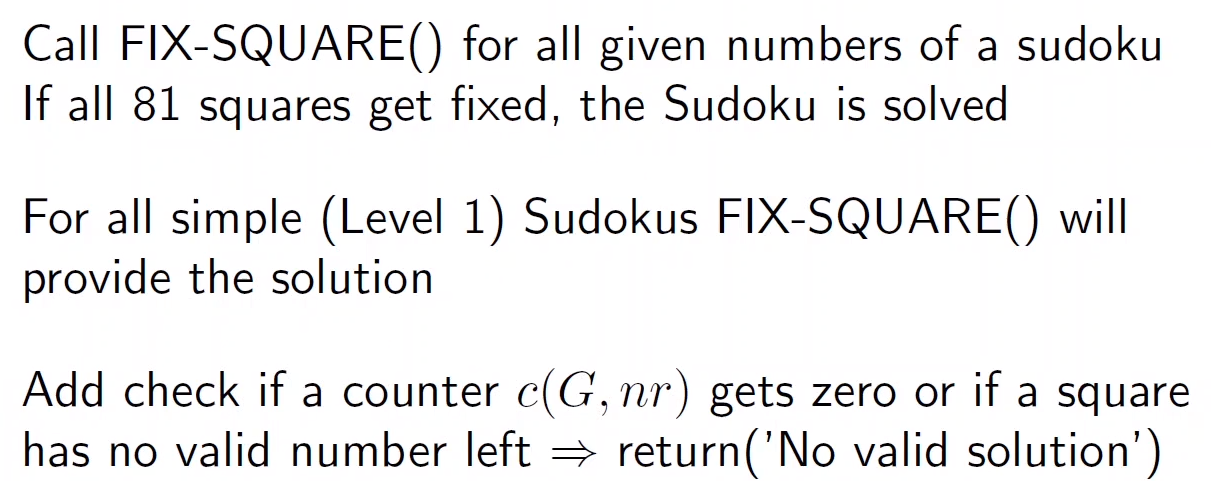 Call FIX-SQUARE() for all given numbers of a sudoku
If all 81 squares get fixed, the Sudoku is solved
For all simple (Level 1) Sudokus FIX-SQUARE() will
provide the solution
Add check if a counter c(G, nr) gets zero or if a square
has no valid number left ⇒ return('No valid solution')